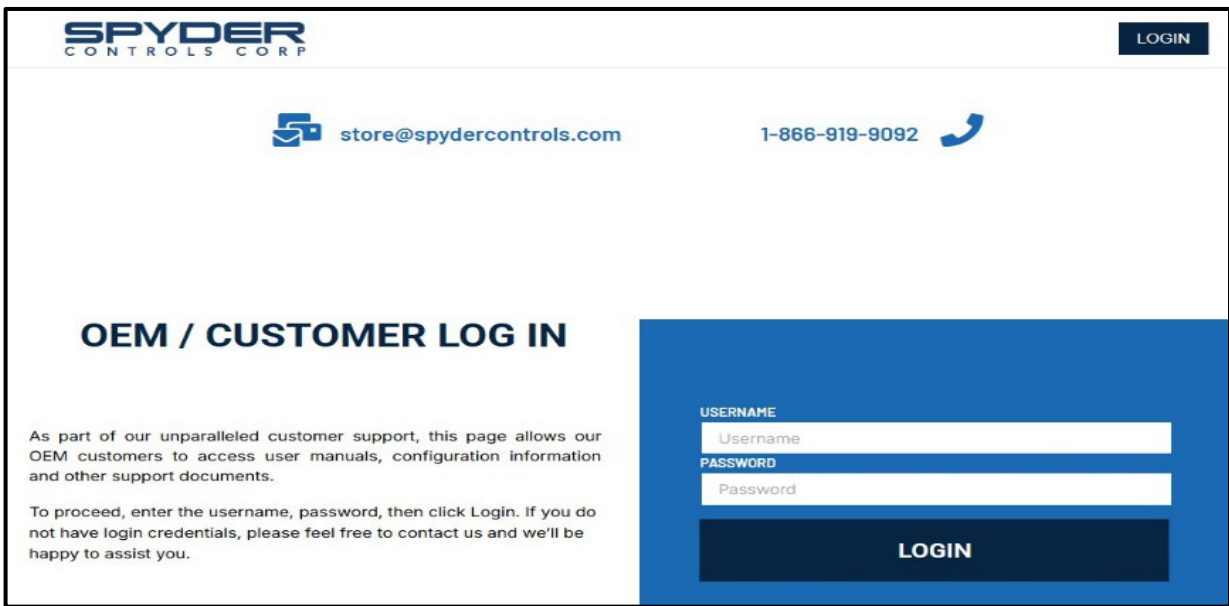 SPYDER
CONTROLS CORP
LOGIN
store@spydercontrols.com
1-866-919-9092
OEM / CUSTOMER LOG IN
As part of our unparalleled customer support, this page allows our
OEM customers to access user manuals, configuration information
and other support documents.
To proceed, enter the username, password, then click Login. If you do
not have login credentials, please feel free to contact us and we'll be
happy to assist you.
USERNAME
Username
PASSWORD
Password
LOGIN